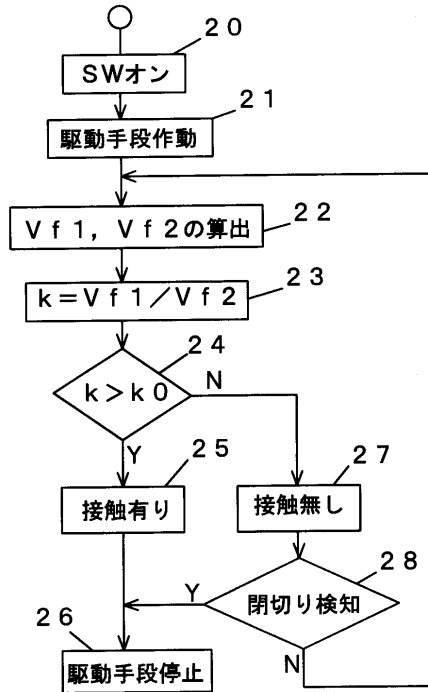 20
SWオン
21
駆動手段作動
22
Vf1，Vf2の算出
23
k＝Vf1／Vf2
24
k＞k0
N
Y
25
接触有り
27
接触無し
28
閉切り検知
Y
N
26
駆動手段停止